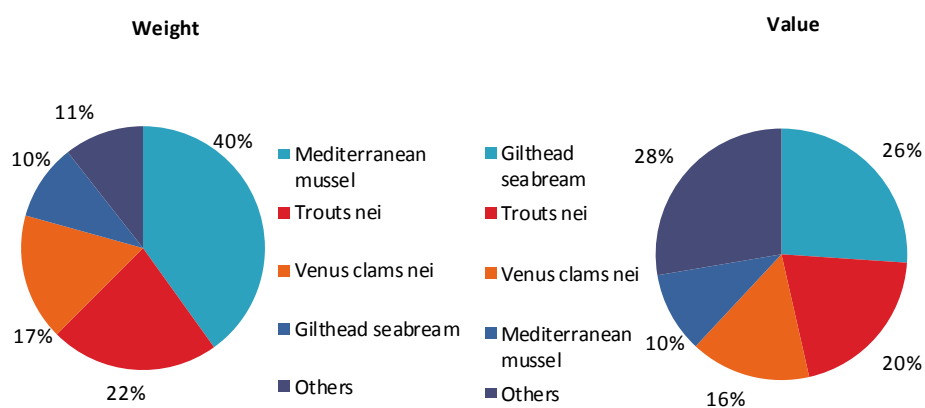 Weight
11%
40%
10%
17%
22%
Mediterranean
mussel
Trouts nei
Venus clams nei
Gilthead seabream
Others
Value
28%
26%
10%
16%
20%
Gilthead
seabream
Trouts nei
Venus clams nei
Mediterranean
mussel
Others